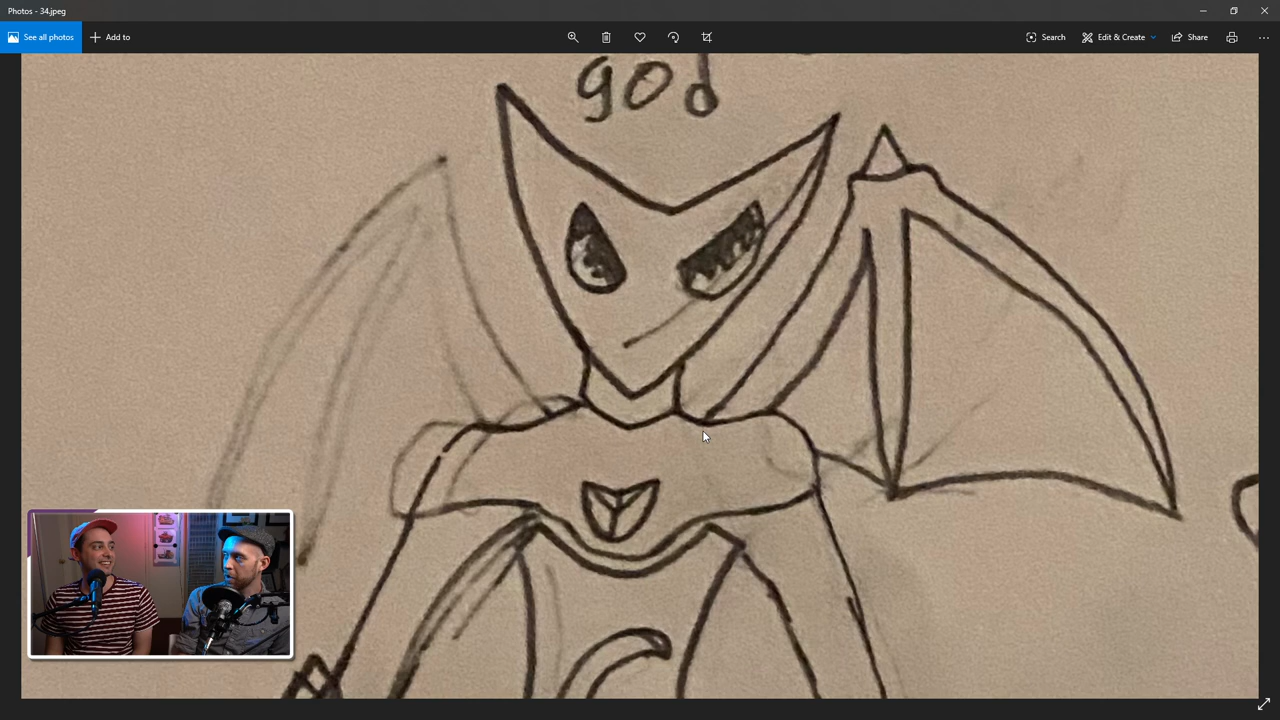 Photos - 34.jpeg
See all photos
Add to
Search
Edit & Create
Share
god